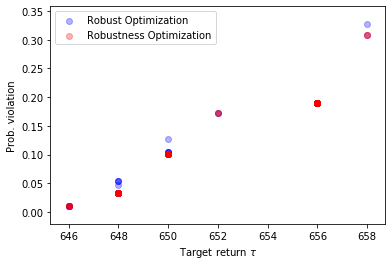 0.35
0.30
0.25
0.20
0.15
0.10
0.05
0.00
Prob. violation
Robust Optimization
Robustness Optimization
646 648 650 652 654 656 658
Target return τ